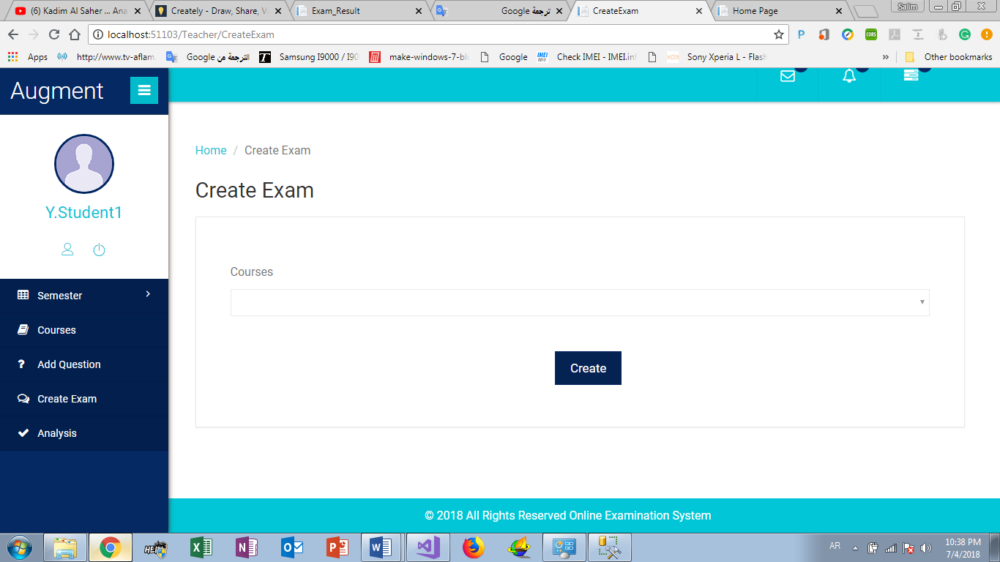 (6) Kadim Al Saher ... Ana
Creately - Draw, Share, V
Exam_Result
ترجمة Google
CreateExam
Home Page
Salim
localhost:51103/Teacher/CreateExam
Apps
http://www.tv-aflam.
الترجمة من Google
Samsung I9000 / I90
make-windows-7-blu
Google
Check IMEI - IMEI.inf
Sony Xperia L - Flash
»
Other bookmarks
Augment
Home / Create Exam
Create Exam
Y.Student1
Courses
Semester
Courses
Add Question
Create Exam
Analysis
Create
© 2018 All Rights Reserved Online Examination System
AR
10:38 PM
7/4/2018